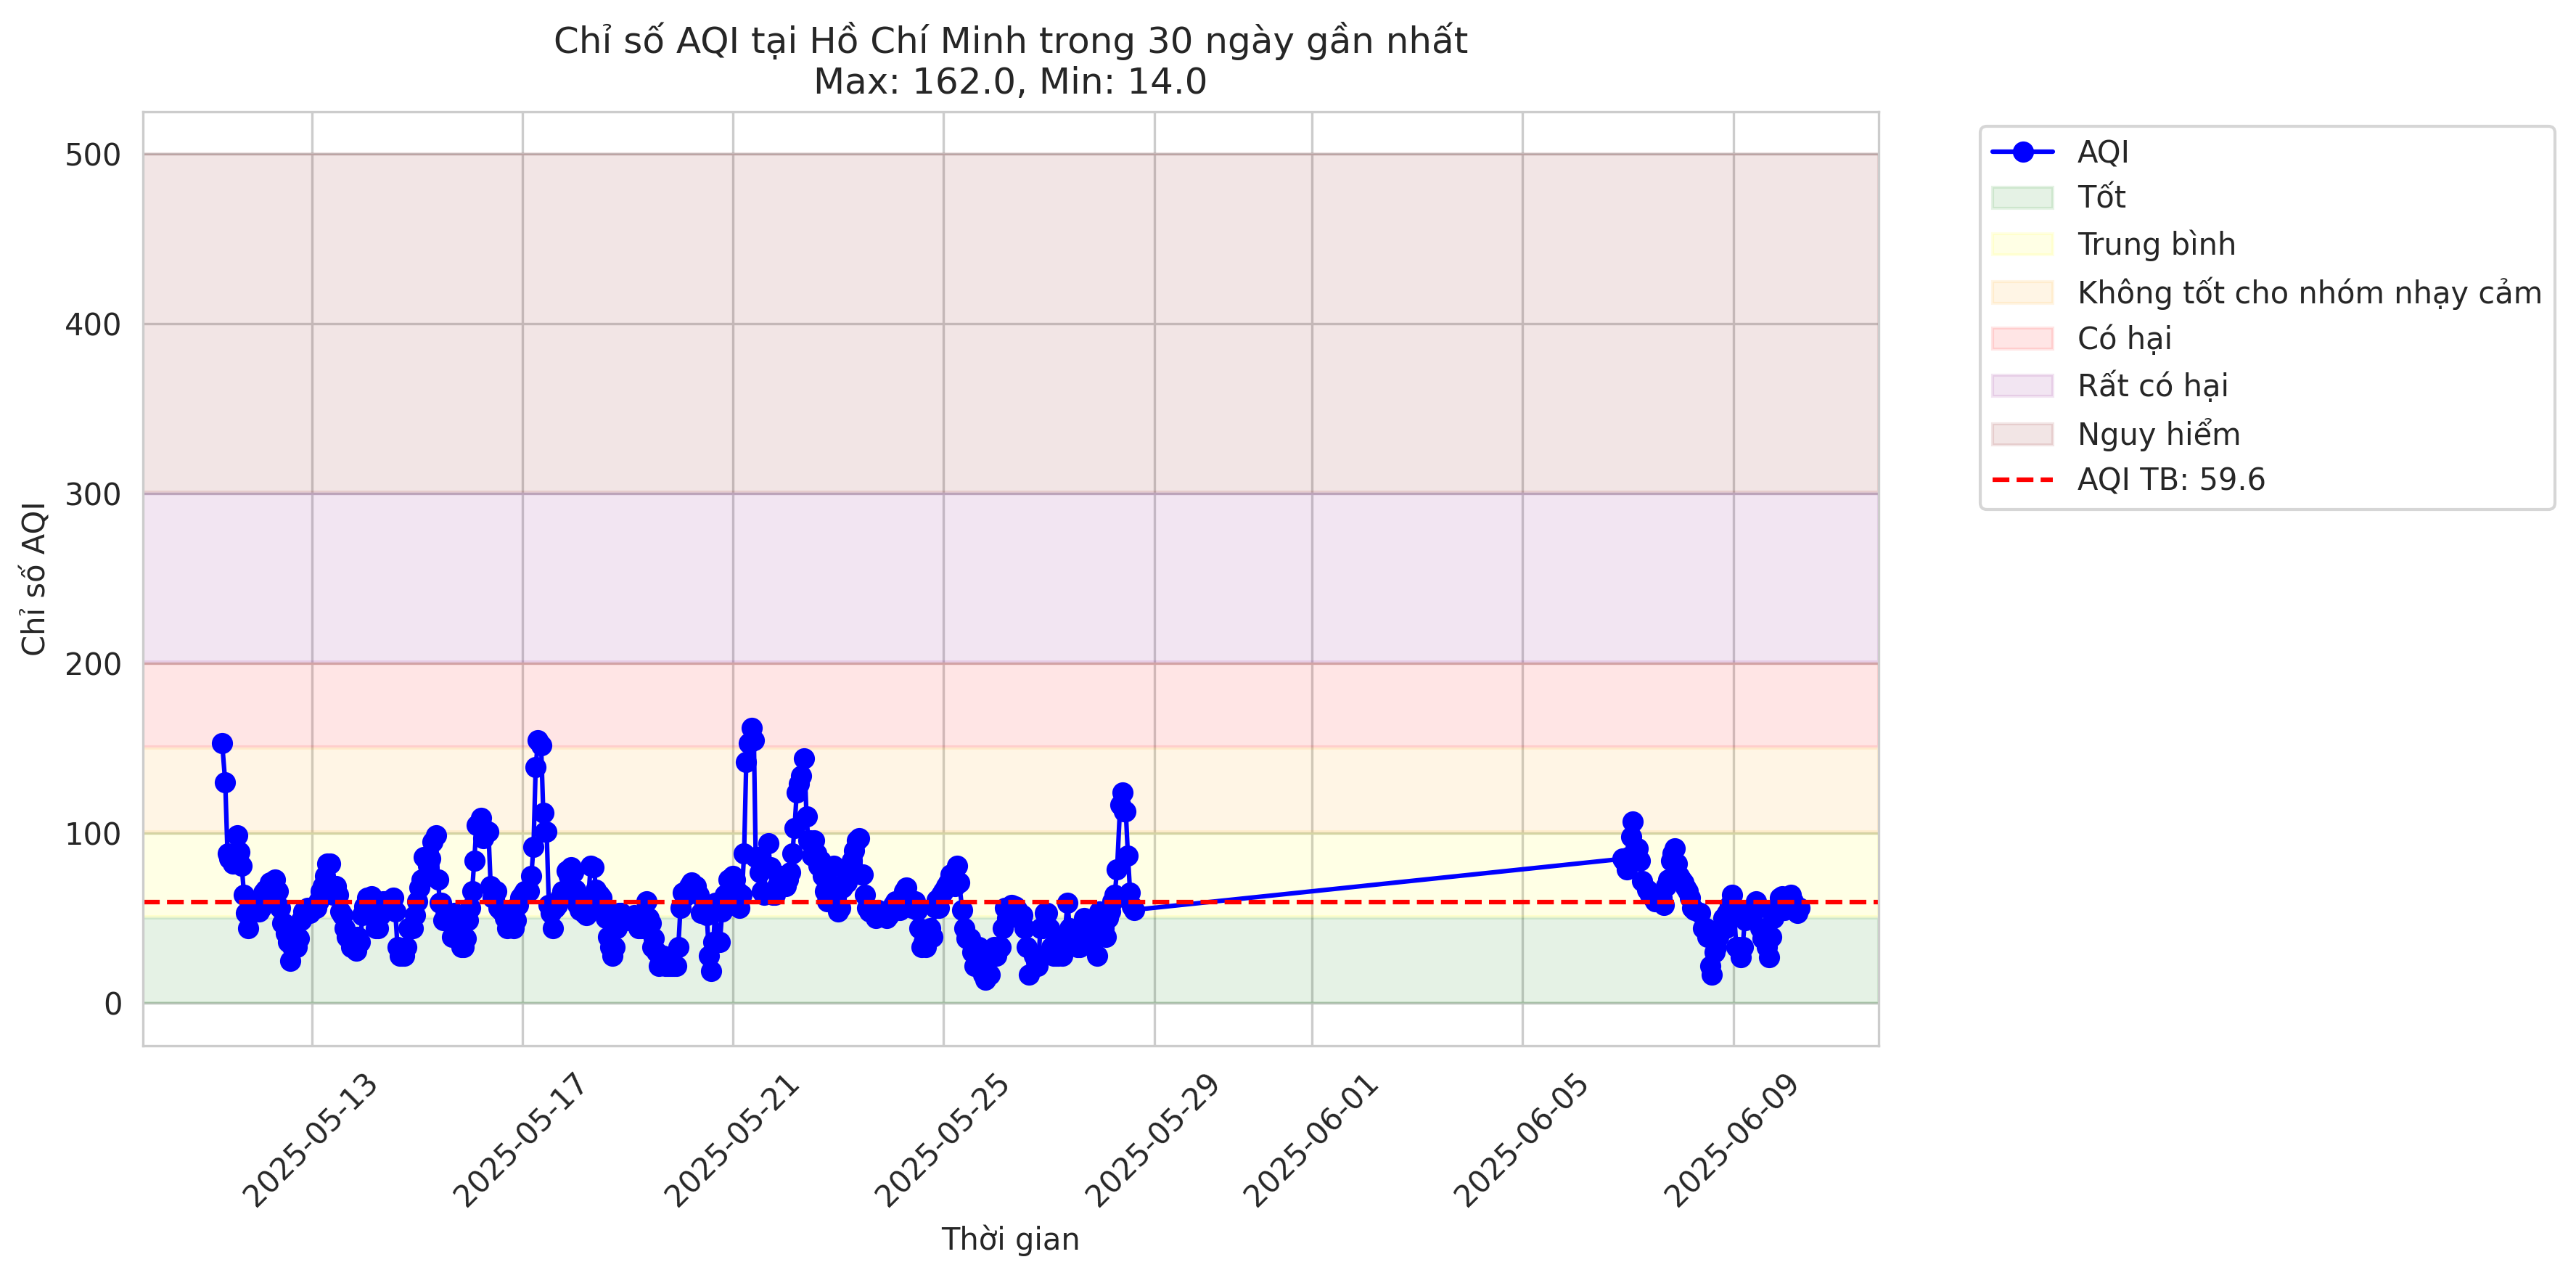 Chỉ số AQI tại Hồ Chí Minh trong 30 ngày gần nhất
Max: 162.0, Min: 14.0
Chỉ số AQI
500
400
300
200
100
0
2025-05-13
2025-05-17
2025-05-21
2025-05-25
2025-05-29
2025-06-01
2025-06-05
2025-06-09
Thời gian
AQI
Tốt
Trung bình
Không tốt cho nhóm nhạy cảm
Có hại
Rất có hại
Nguy hiểm
AQI TB: 59.6